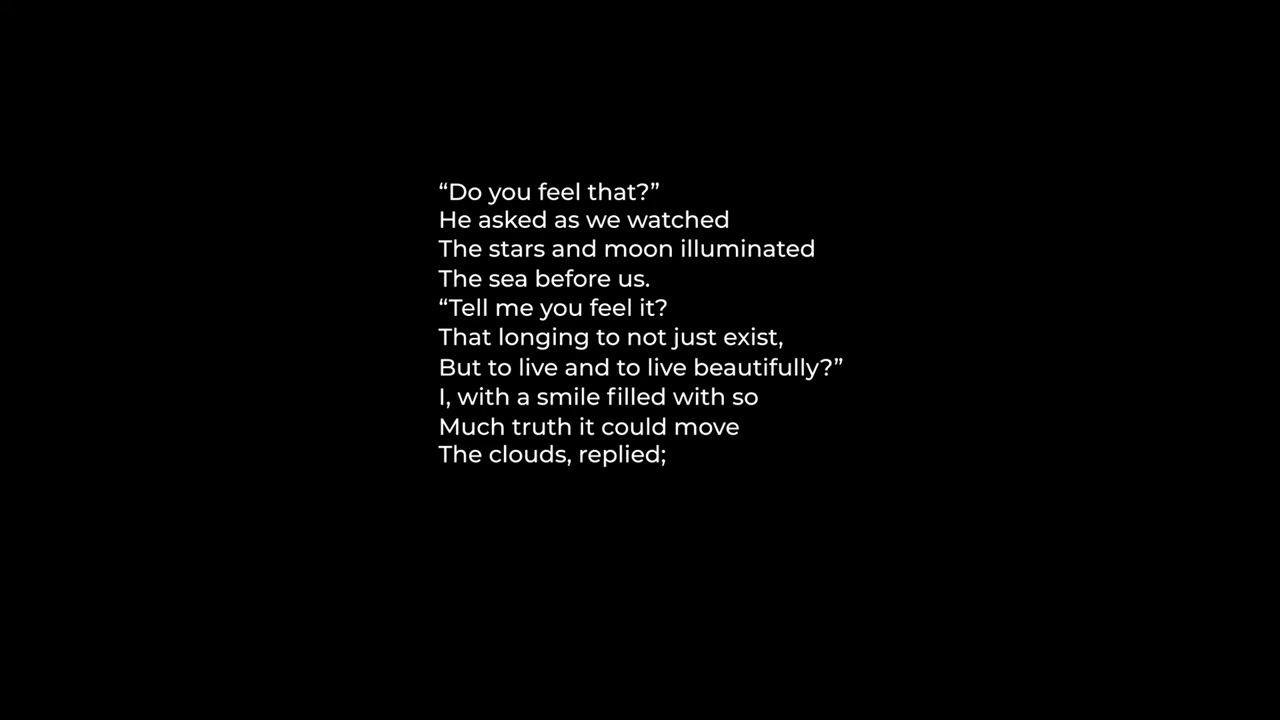 “Do you feel that?”
He asked as we watched
The stars and moon illuminated
The sea before us.
“Tell me you feel it?
That longing to not just exist,
But to live and to live beautifully?”
I, with a smile filled with so
Much truth it could move
The clouds, replied;